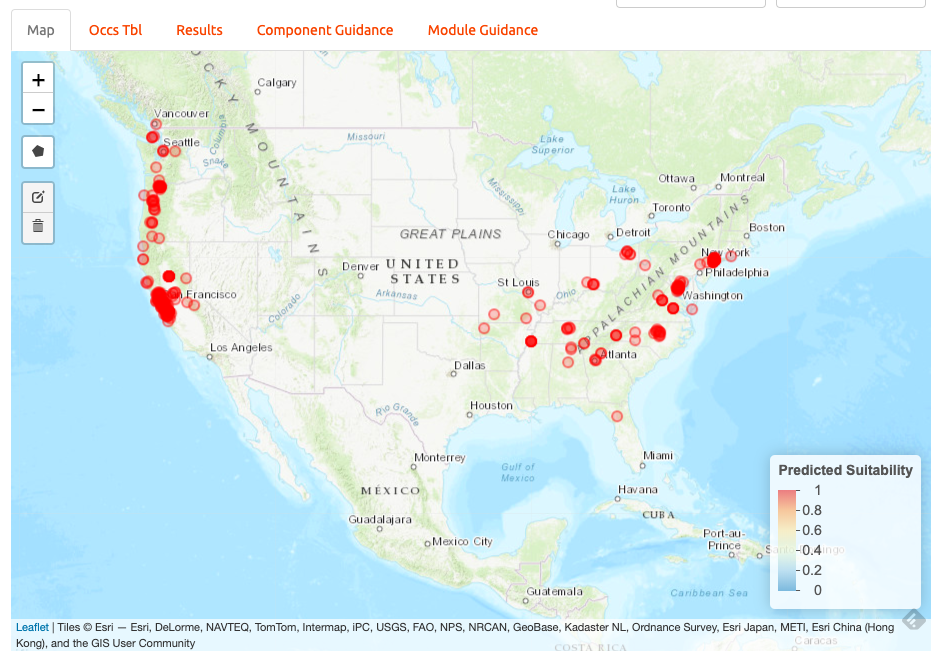 Map Occs Tbl Results Component Guidance Module Guidance
+
−
Calgary
ROCKY MOUNTAINS
Vancouver
Columbia
Seattle
Snake
Missouri
Lake
Superior
Ottawa
Montreal
Lake
Huron
Mississippi
Toronto
Boston
GREAT PLAINS
Chicago
Detroit
New York
APPALACHIAN MOUNTAINS
Denver
UNITED
STATES
Philadelphia
St Louis
Ohio
Washington
Arkansas
Francisco
Colorado
Los Angeles
Atlanta
Dallas
Rio Grande
Houston
Monterrey
Gulf of
Mexico
Miami
MÉXICO
Havana
CUBA
Guadalajara
Mexico City
Port-au-
Prince
Guatemala
Caribbean Sea
Caracas
COSTA RICA
Predicted Suitability
1
0.8
0.6
0.4
0.2
0
Leaflet | Tiles © Esri — Esri, DeLorme, NAVTEQ, TomTom, Intermap, iPC, USGS, FAO, NPS, NRCAN, GeoBase, Kadaster NL, Ordnance Survey, Esri Japan, METI, Esri China (Hong
Kong), and the GIS User Community